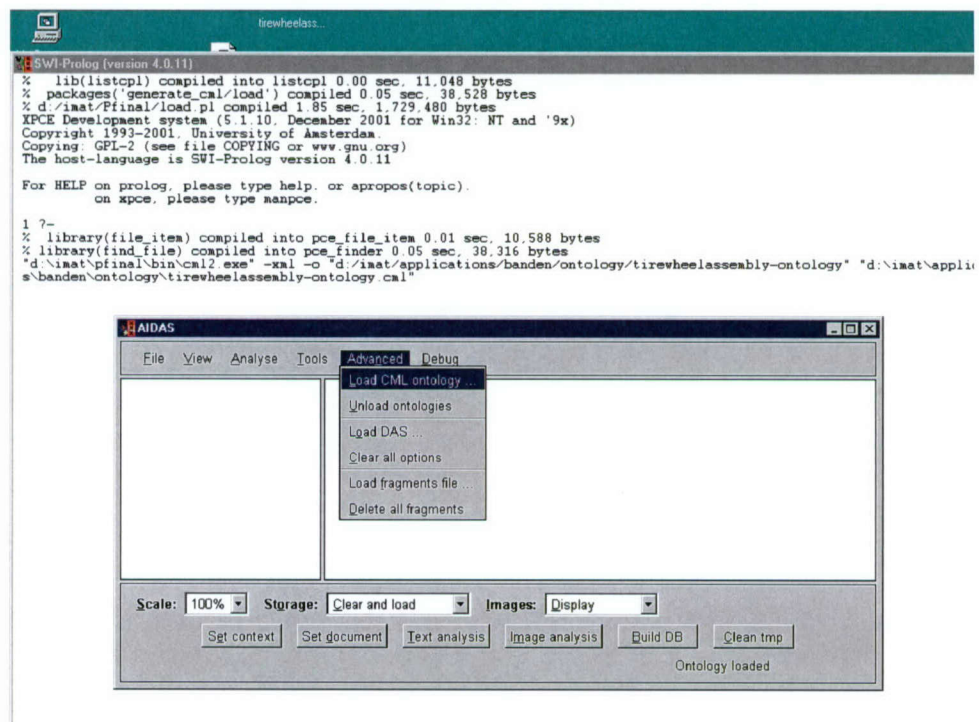 tirewheelass...
SWI-Prolog (version 4.0.11)
%   lib(listcpl) compiled into listcpl 0.00 sec, 11,048 bytes
%  packages('generate_cml/load') compiled 0.05 sec, 38,528 bytes
% d:/imat/Pfinal/load.pl compiled 1.85 sec, 1,729,480 bytes
XPCE Development system (5.1.10, December 2001 for Win32: NT and '9x)
Copyright 1993-2001, University of Amsterdam.
Copying: GPL-2 (see file COPYING or www.gnu.org)
The host-language is SWI-Prolog version 4.0.11
For HELP on prolog, please type help. or apropos(topic).
on xpce, please type manpce.
1 ?-
%  library(file_item) compiled into pce_file_item 0.01 sec, 10,588 bytes
% library(find_file) compiled into pce_finder 0.05 sec, 38,316 bytes
"d:\imat\pfinal\bin\cml2.exe" -xml -o "d:/imat/applications/banden/ontology/tirewheelassembly-ontology" "d:\imat\applic
s\banden\ontology\tirewheelassembly-ontology.cml"
AIDAS
File View Analyse Tools Advanced Debug
Load CML ontology ...
Unload ontologies
Load DAS ...
Clear all options
Load fragments file ...
Delete all fragments
Scale: 100% Storage: Clear and load Images: Display
Set context Set document Text analysis Image analysis Build DB Clean tmp
Ontology loaded